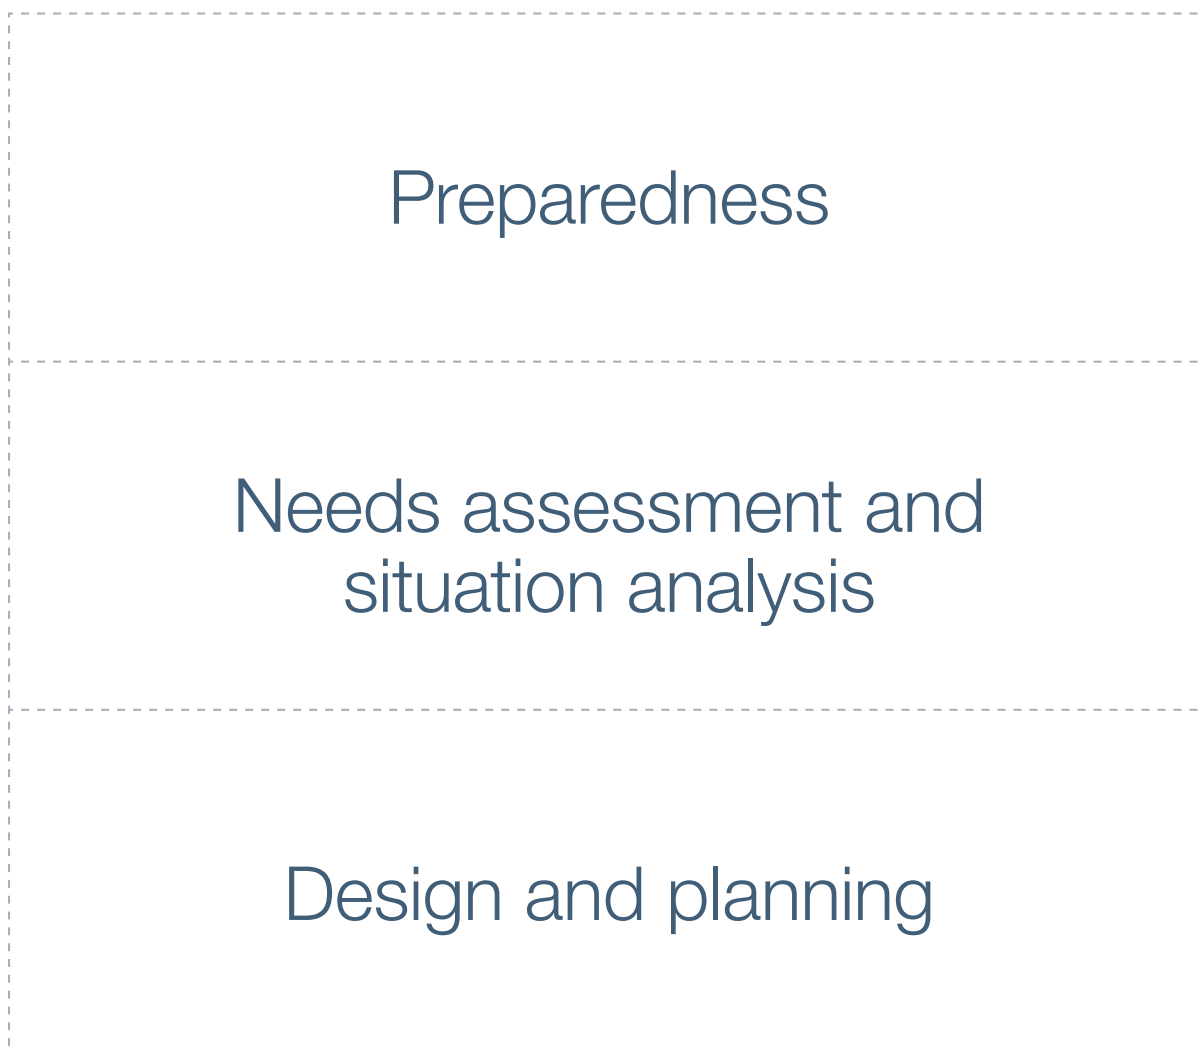 Preparedness
Needs assessment and
situation analysis
Design and planning